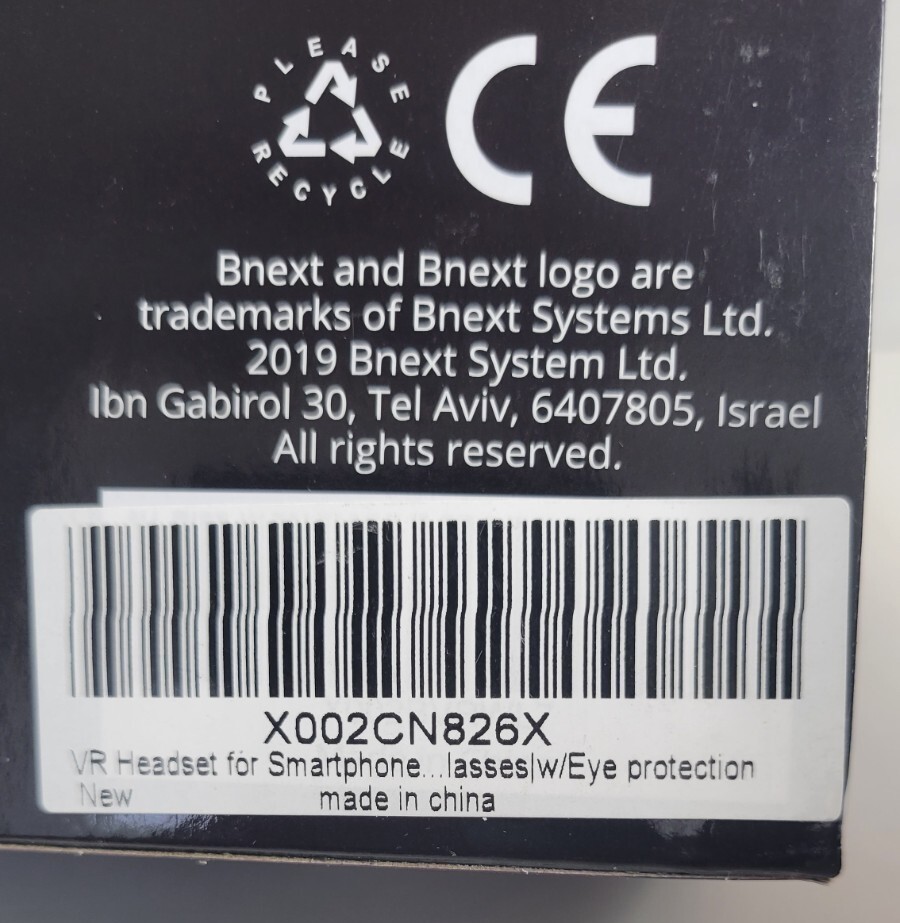 PLEASE
RECYCLE
CE
Bnext and Bnext logo are
trademarks of Bnext Systems Ltd.
2019 Bnext System Ltd.
Ibn Gabirol 30, Tel Aviv, 6407805, Israel
All rights reserved.
X002CN826X
VR Headset for Smartphone...lasses|w/Eye protection
New made in china